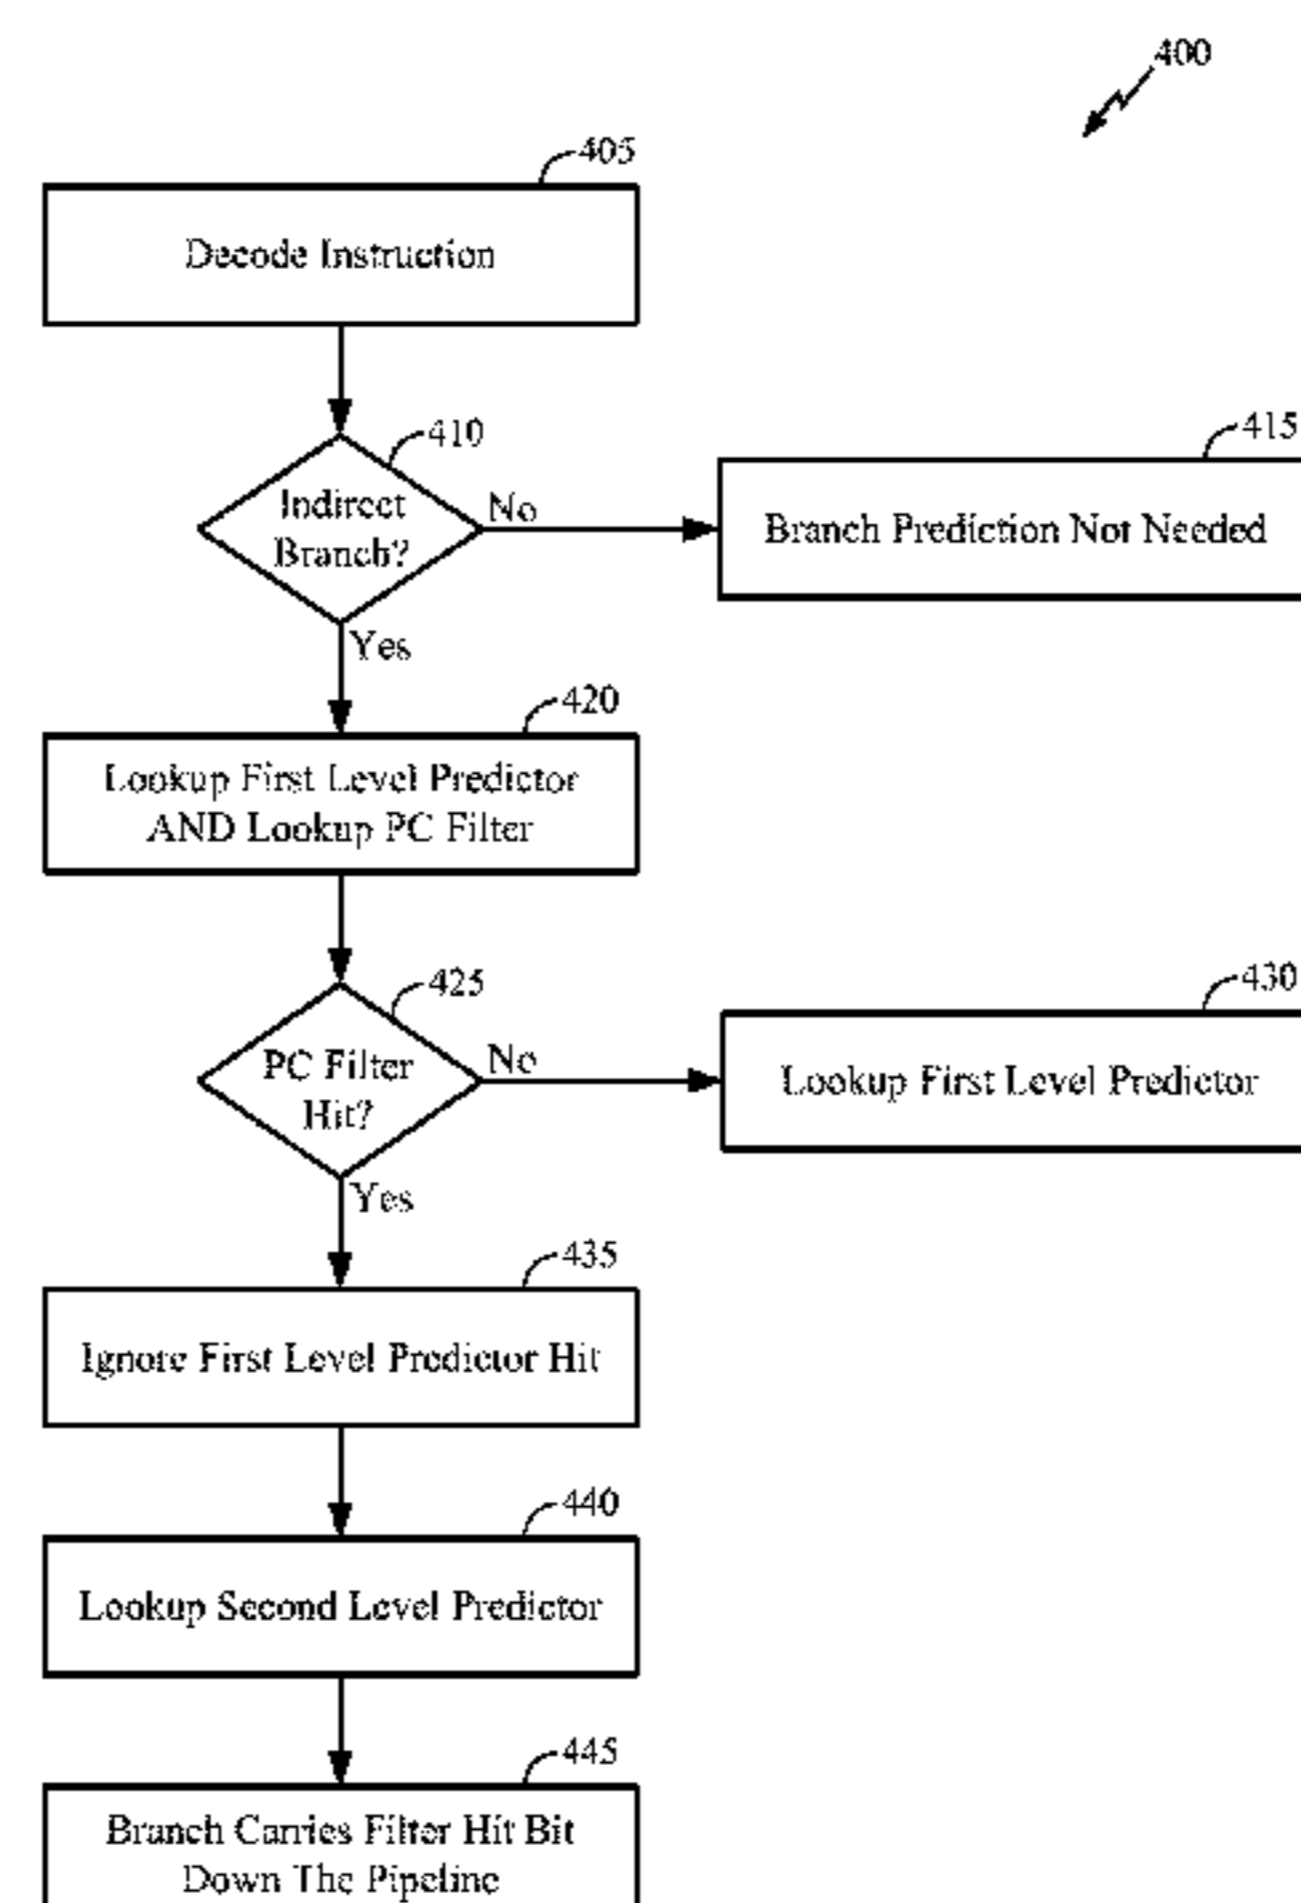 400
405
Decode Instruction
410
Indirect
Branch?
No
415
Branch Prediction Not Needed
Yes
420
Lookup First Level Predictor
AND Lookup PC Filter
425
PC Filter
Hit?
No
430
Lookup First Level Predictor
Yes
435
Ignore First Level Predictor Hit
440
Lookup Second Level Predictor
445
Branch Carries Filter Hit Bit
Down The Pipeline